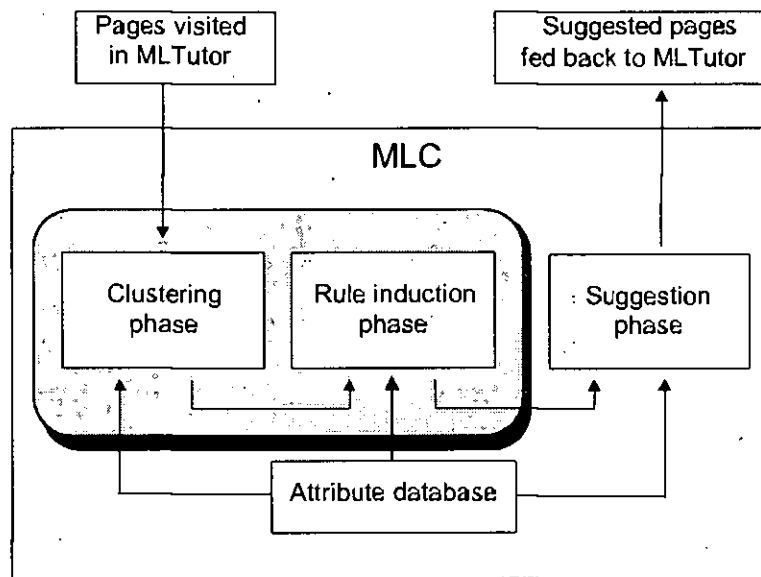 Pages visited
in MLTutor
Suggested pages
fed back to MLTutor
MLC
Clustering
phase
Rule induction
phase
Suggestion
phase
Attribute database